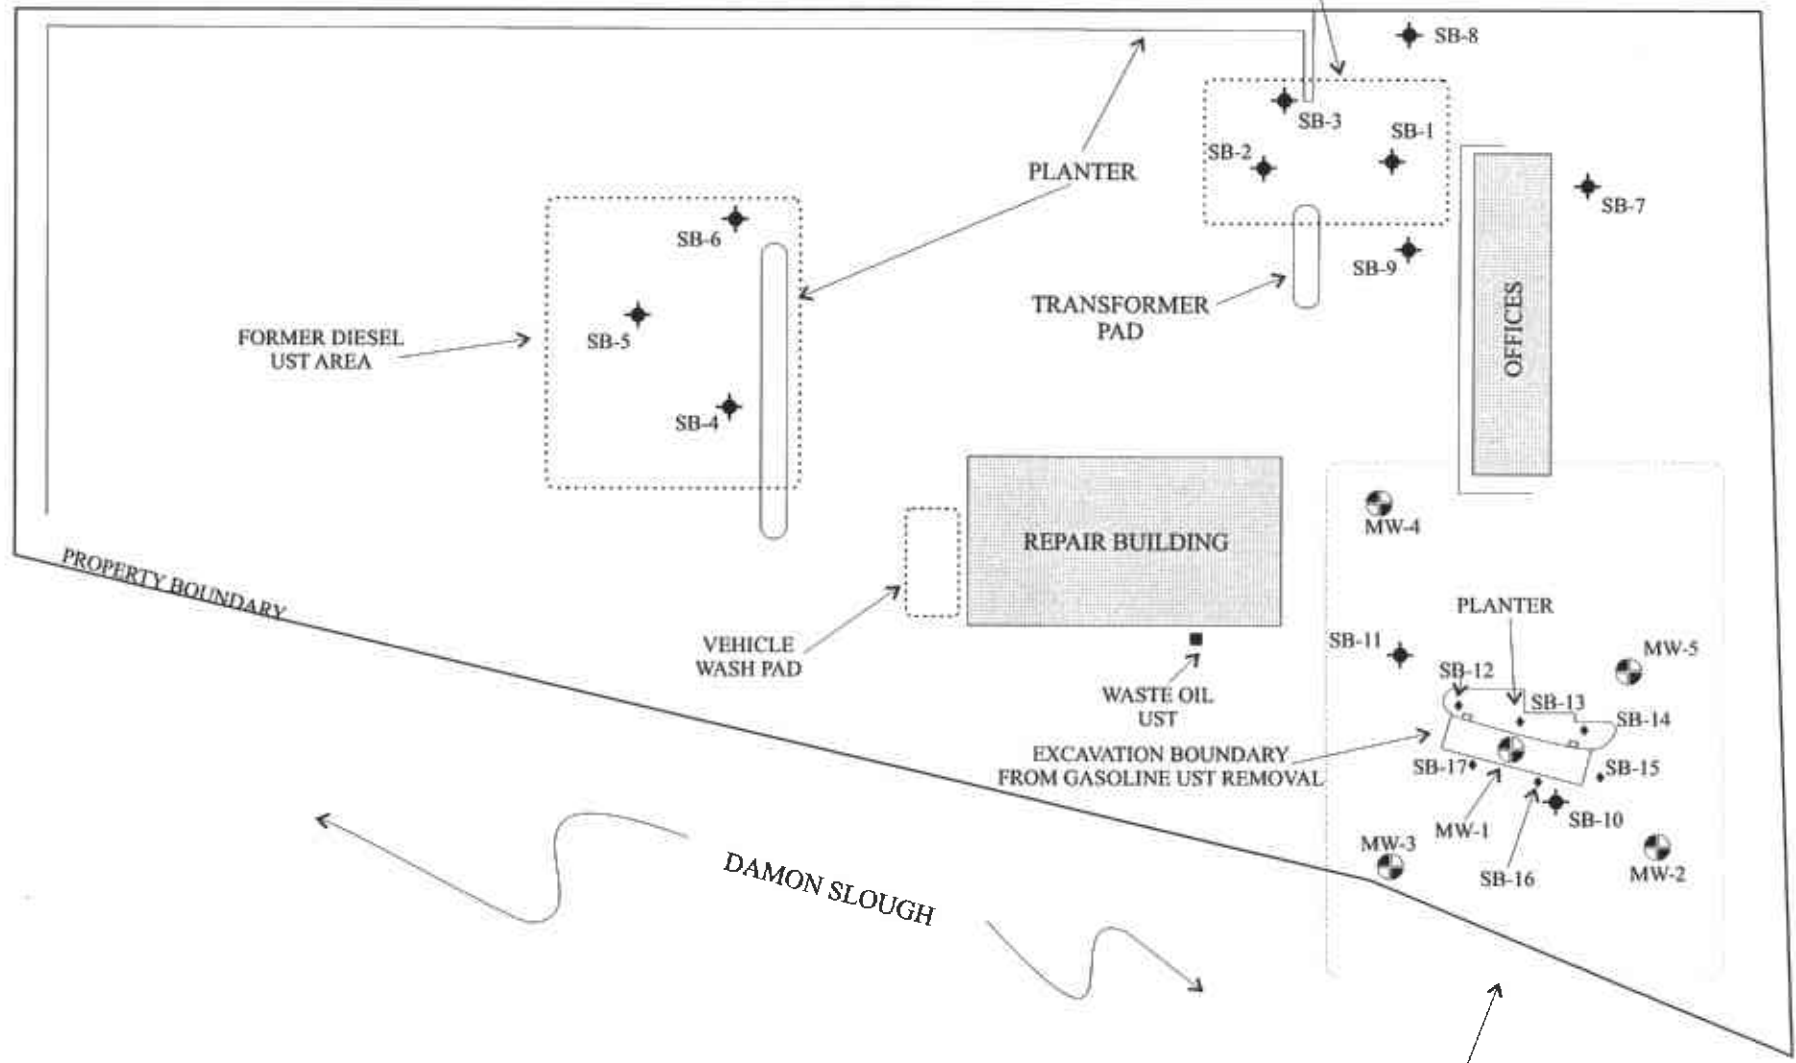 SB-8
SB-3
SB-1
SB-2
PLANTER
SB-7
SB-6
SB-9
TRANSFORMER
PAD
OFFICES
FORMER DIESEL
UST AREA
SB-5
SB-4
MW-4
REPAIR BUILDING
PROPERTY BOUNDARY
PLANTER
VEHICLE
WASH PAD
SB-11
MW-5
SB-12
WASTE OIL
UST
SB-13
SB-14
EXCAVATION BOUNDARY
FROM GASOLINE UST REMOVAL
SB-17
SB-15
MW-1
SB-10
MW-3
SB-16
MW-2
DAMON SLOUGH